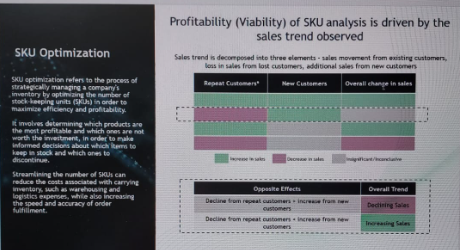 Profitability (Viability) of SKU analysis is driven by the
sales trend observed
SKU Optimization
SKU optimization refers to the process of
strategically managing a company's
inventory by optimizing the number of
stock-keeping units (SKUs) in order to
maximize efficiency and profitability.
It involves determining which products are
the most profitable and which ones are not
worth the investment, in order to make
informed decisions about which items to
keep in stock and which ones to
discontinue.
Streamlining the number of SKUs can
reduce the costs associated with carrying
inventory, such as warehousing and
logistics expenses, while also increasing
the speed and accuracy of order
fulfillment.
Sales trend is decomposed into three elements - sales movement from existing customers,
loss in sales from lost customers, additional sales from new customers
Repeat Customers* New Customers Overall change in sales
Increase in sales Decrease in sales Insignificant/Inconclusive
Opposite Effects Overall Trend
Decline from repeat customers > Increase from new
customers
Declining Sales
Decline from repeat customers < Increase from new
customers
Increasing Sales